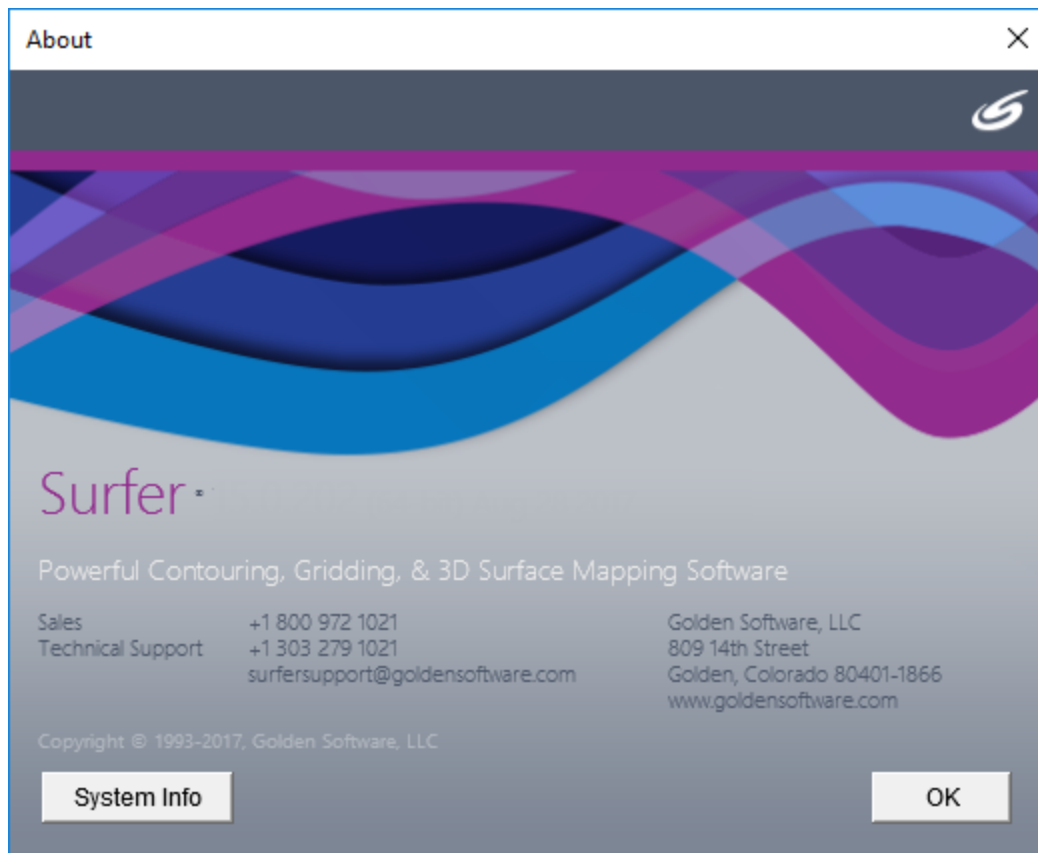 About
Surfer®
Powerful Contouring, Gridding, & 3D Surface Mapping Software
Sales +1 800 972 1021
Technical Support +1 303 279 1021
surfersupport@goldensoftware.com
Golden Software, LLC
809 14th Street
Golden, Colorado 80401-1866
www.goldensoftware.com
Copyright © 1993-2017, Golden Software, LLC
System Info
OK